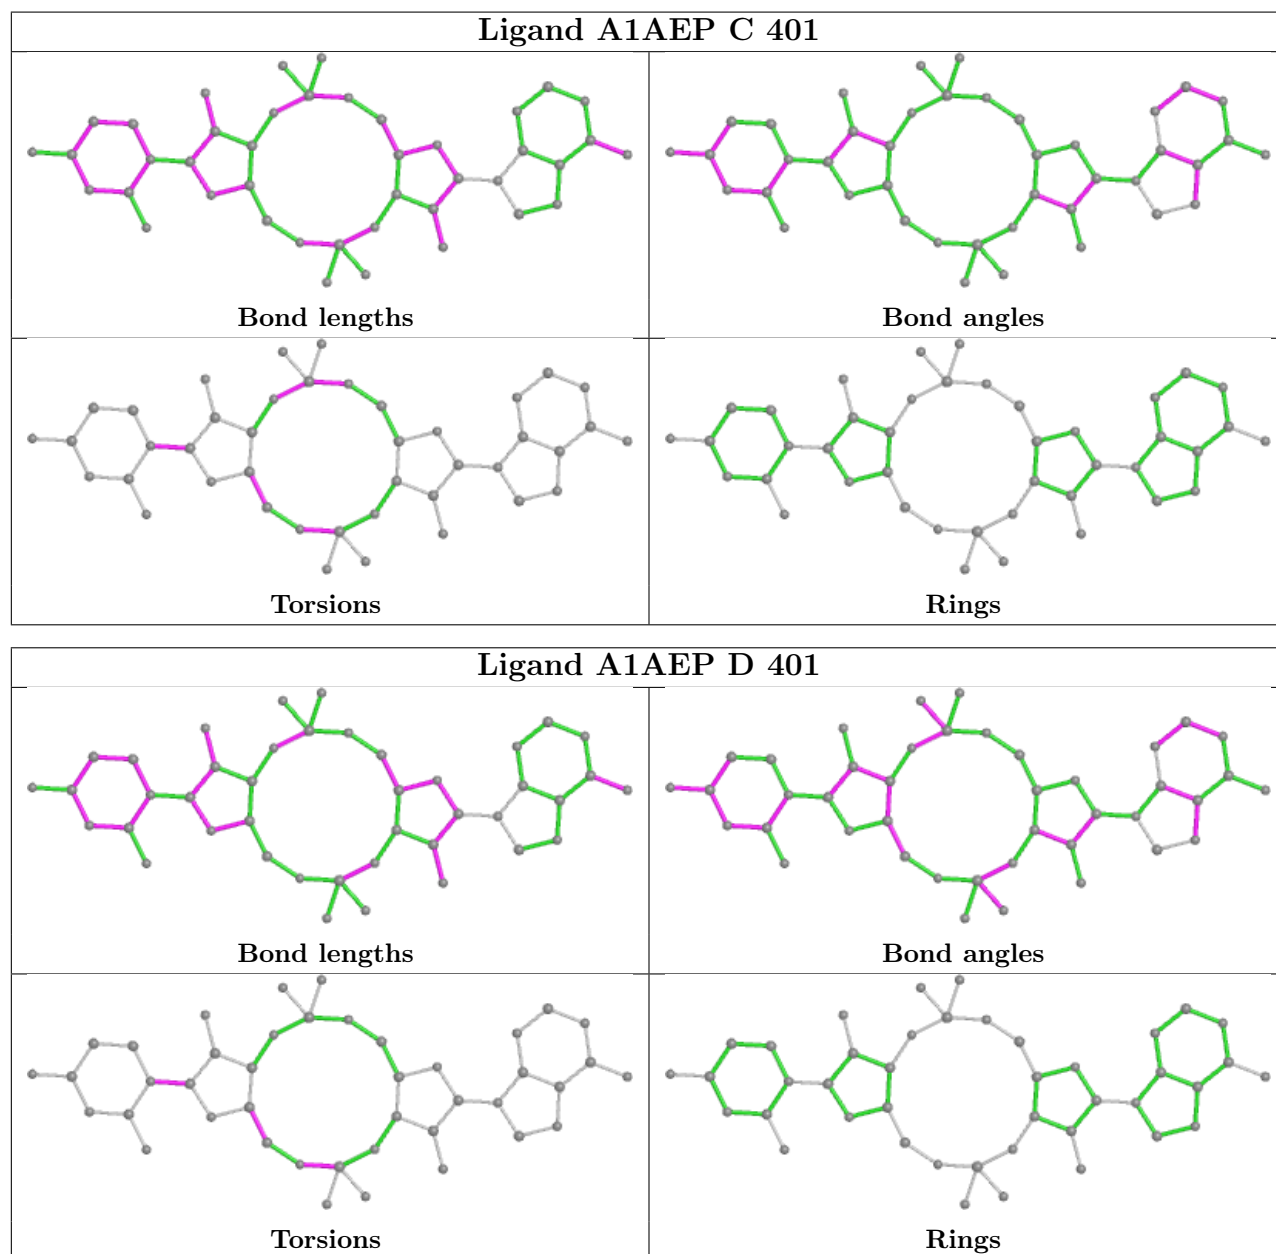 Ligand A1AEP C 401
Bond lengths
Bond angles
Torsions
Rings
Ligand A1AEP D 401
Bond lengths
Bond angles
Torsions
Rings